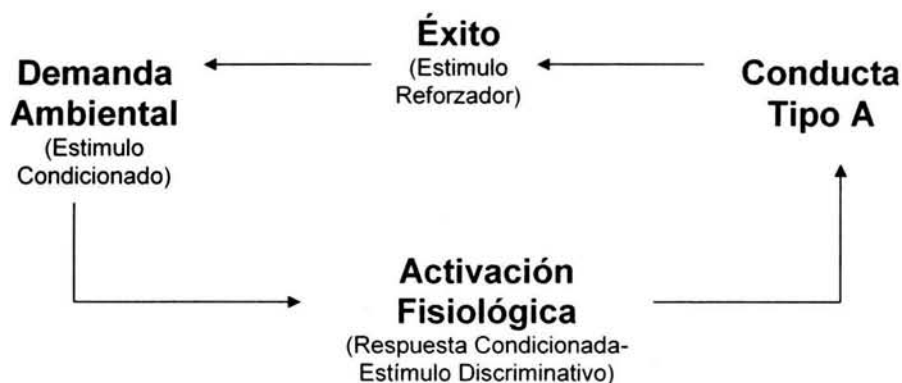 Éxito
(Estimulo
Reforzador)
Demanda
Ambiental
(Estimulo
Condicionado)
Conducta
Tipo A
Activación
Fisiológica
(Respuesta Condicionada-
Estímulo Discriminativo)